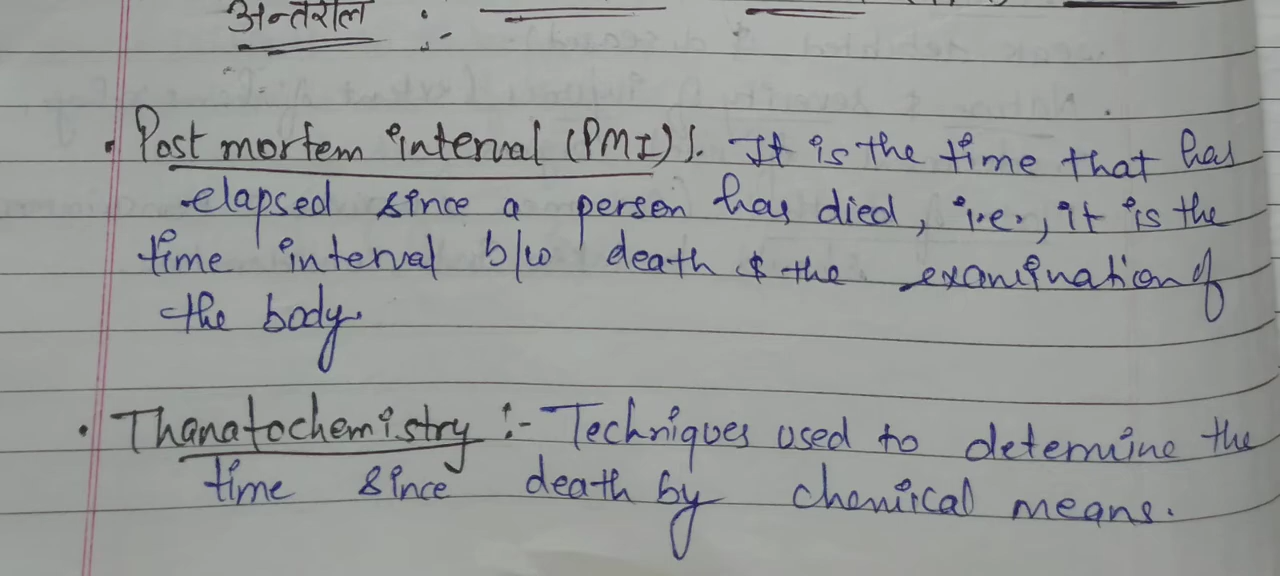 अन्तराल :-
• Post mortem interval (PMI):. It is the time that has
elapsed since a person has died, i.e., it is the
time interval b/w death & the examination of
the body.
• Thanatochemistry :- Techniques used to determine the
time since death by chemical means.